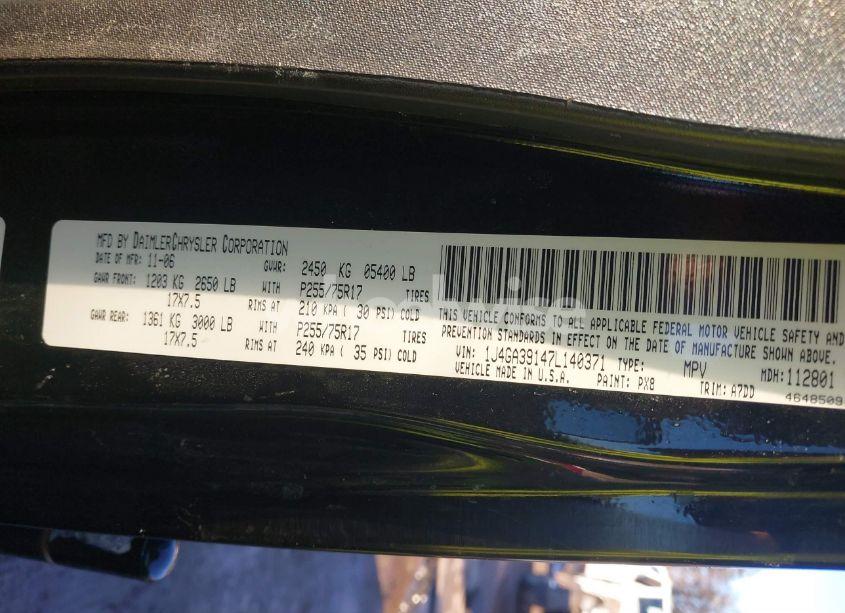 MFD BY DAIMLERCHRYSLER CORPORATION
DATE OF MFR: 11-06 GVWR: 2450 KG 05400 LB
GAWR FRONT: 1203 KG 2650 LB WITH P255/75R17 TIRES
17X7.5 RIMS AT 210 KPA ( 30 PSI) COLD
GAWR REAR: 1361 KG 3000 LB WITH P255/75R17 TIRES
17X7.5 RIMS AT 240 KPA ( 35 PSI) COLD
THIS VEHICLE CONFORMS TO ALL APPLICABLE FEDERAL MOTOR VEHICLE SAFETY AND
PREVENTION STANDARDS IN EFFECT ON THE DATE OF MANUFACTURE SHOWN ABOVE.
VIN: 1J4GA39147L140371 TYPE: MPV MDH: 112801
VEHICLE MADE IN U.S.A. PAINT: PX8 TRIM: A7DD
4648509